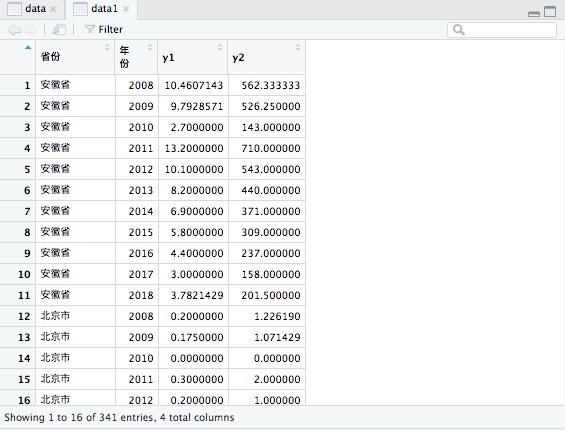 data data1
Filter
省份 年份 y1 y2
1 安徽省 2008 10.4607143 562.333333
2 安徽省 2009 9.7928571 526.250000
3 安徽省 2010 2.7000000 143.000000
4 安徽省 2011 13.2000000 710.000000
5 安徽省 2012 10.1000000 543.000000
6 安徽省 2013 8.2000000 440.000000
7 安徽省 2014 6.9000000 371.000000
8 安徽省 2015 5.8000000 309.000000
9 安徽省 2016 4.4000000 237.000000
10 安徽省 2017 3.0000000 158.000000
11 安徽省 2018 3.7821429 201.500000
12 北京市 2008 0.2000000 1.226190
13 北京市 2009 0.1750000 1.071429
14 北京市 2010 0.0000000 0.000000
15 北京市 2011 0.3000000 2.000000
16 北京市 2012 0.2000000 1.000000
Showing 1 to 16 of 341 entries, 4 total columns